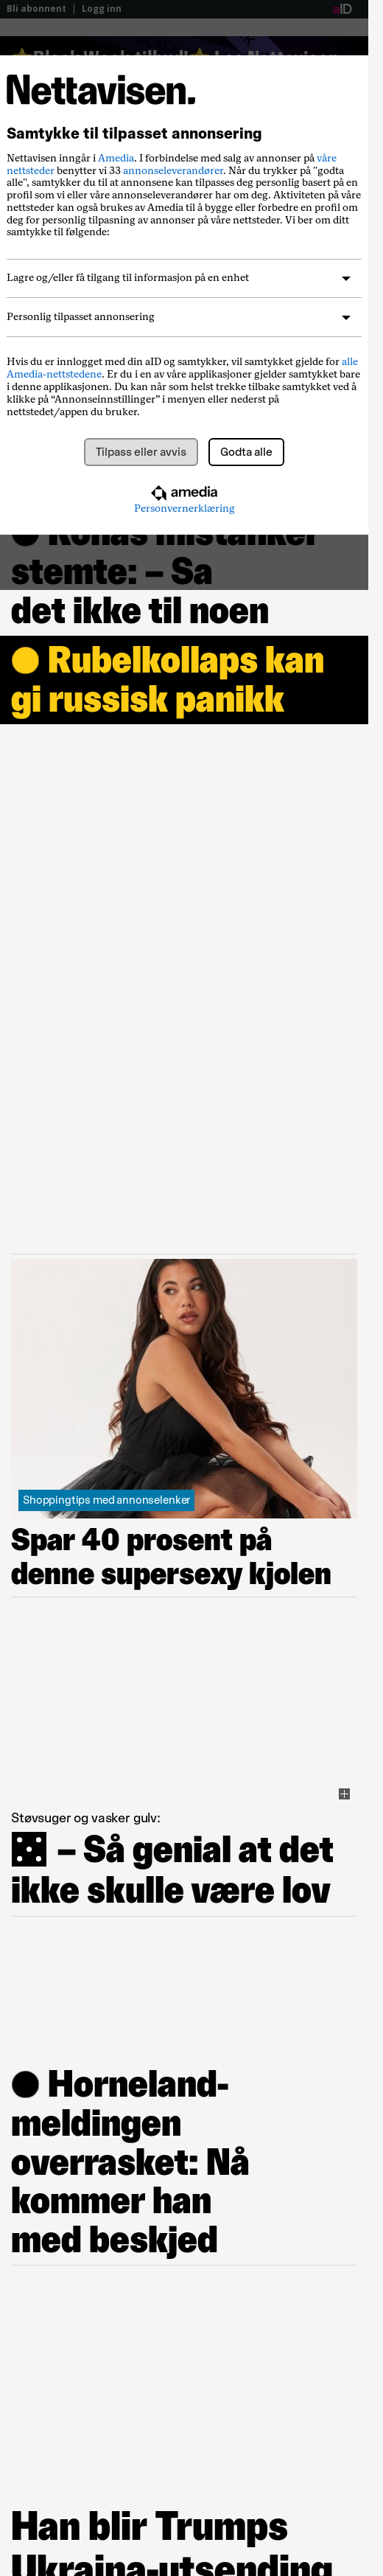 Bli abonnent | Logg inn
aID
Nettavisen.
Samtykke til tilpasset annonsering
Nettavisen inngår i Amedia. I forbindelse med salg av annonser på våre
nettsteder benytter vi 33 annonseleverandører. Når du trykker på "godta
alle", samtykker du til at annonsene kan tilpasses deg personlig basert på en
profil som vi eller våre annonseleverandører har om deg. Aktiviteten på våre
nettsteder kan også brukes av Amedia til å bygge eller forbedre en profil om
deg for personlig tilpasning av annonser på våre nettsteder. Vi ber om ditt
samtykke til følgende:
Lagre og/eller få tilgang til informasjon på en enhet
Personlig tilpasset annonsering
Hvis du er innlogget med din aID og samtykker, vil samtykket gjelde for alle
Amedia-nettstedene. Er du i en av våre applikasjoner gjelder samtykket bare
i denne applikasjonen. Du kan når som helst trekke tilbake samtykket ved å
klikke på “Annonseinnstillinger” i menyen eller nederst på
nettstedet/appen du bruker.
Tilpass eller avvis
Godta alle
amedia
Personvernerklæring
stemte: – Sa
det ikke til noen
Rubelkollaps kan
gi russisk panikk
Shoppingtips med annonselenker
Spar 40 prosent på
denne supersexy kjolen
Støvsuger og vasker gulv:
– Så genial at det
ikke skulle være lov
Horneland-
meldingen
overrasket: Nå
kommer han
med beskjed
Han blir Trumps
Ukraina-utsending